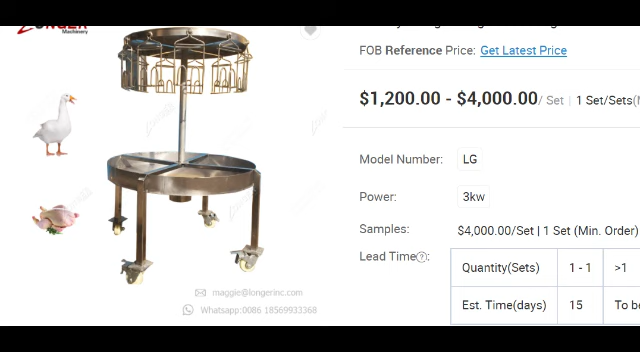 LONGER
Machinery
FOB Reference Price: Get Latest Price
$1,200.00 - $4,000.00 / Set | 1 Set/Sets
Model Number: LG
Power: 3kw
Samples: $4,000.00/Set | 1 Set (Min. Order)
Lead Time
Quantity(Sets) 1 - 1 >1
Est. Time(days) 15 To b
maggie@longerinc.com
Whatsapp:0086 18569933368